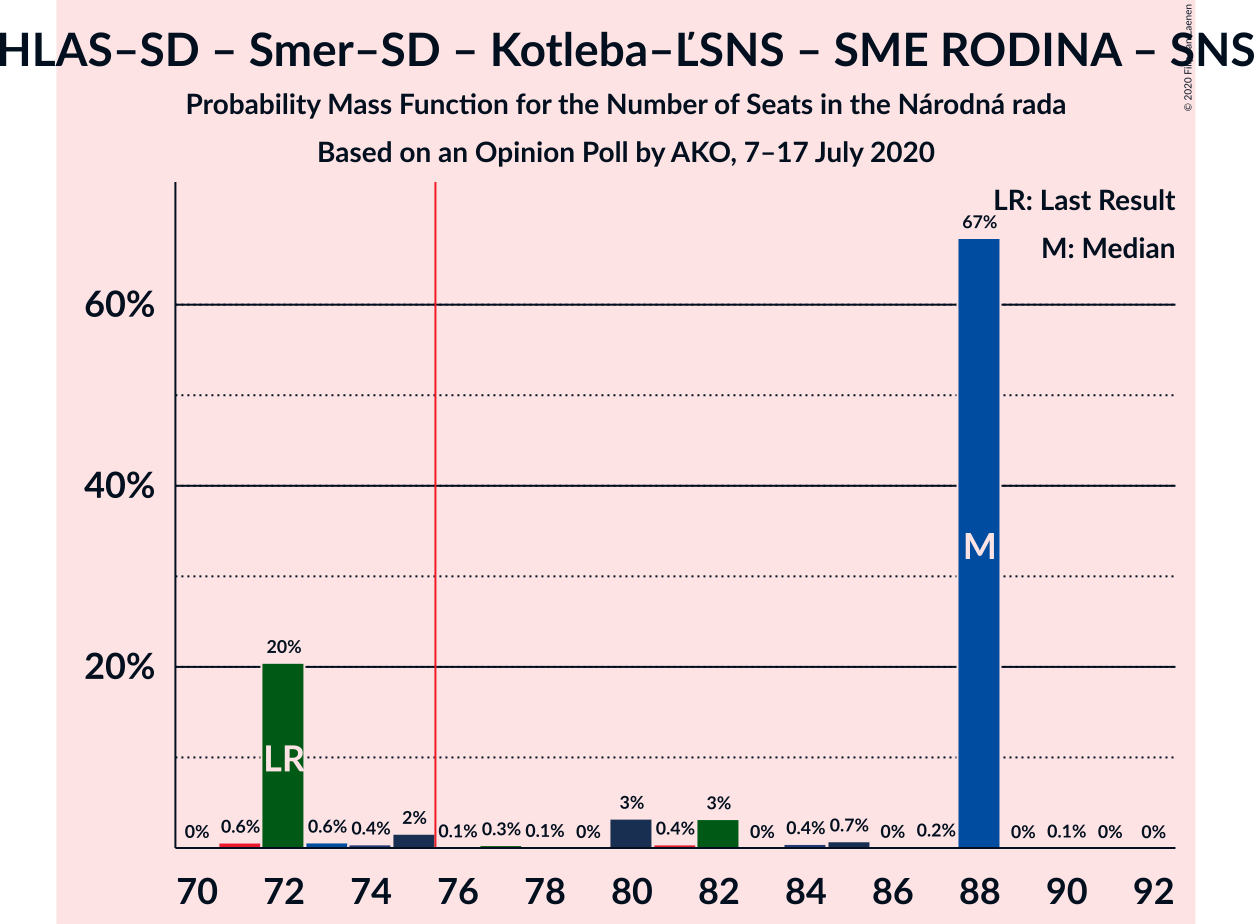 HLAS–SD – Smer–SD – Kotleba–ĽSNS – SME RODINA – SNS
Probability Mass Function for the Number of Seats in the Národná rada
Based on an Opinion Poll by AKO, 7–17 July 2020
© 2020
LR: Last Result
M: Median
60%
40%
20%
0% 0.6% 20% 0.6% 0.4% 2% 0.1% 0.3% 0.1% 0% 3% 0.4% 3% 0% 0.4% 0.7% 0% 0.2% 67% 0% 0.1% 0% 0%
LR
M
70 72 74 76 78 80 82 84 86 88 90 92